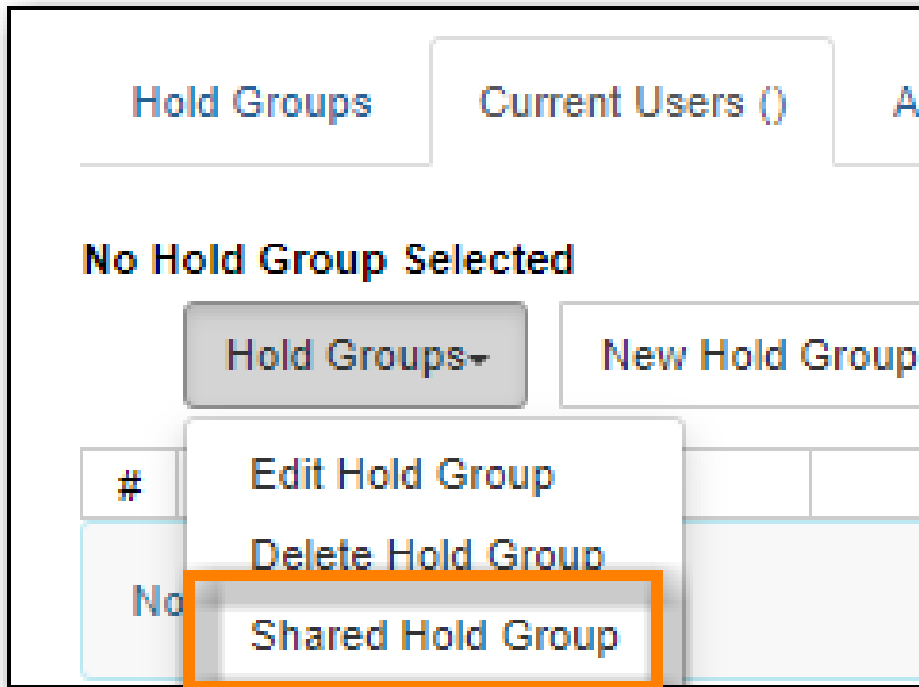 Hold Groups Current Users () A
No Hold Group Selected
Hold Groups New Hold Group
#
Edit Hold Group
Delete Hold Group
No
Shared Hold Group